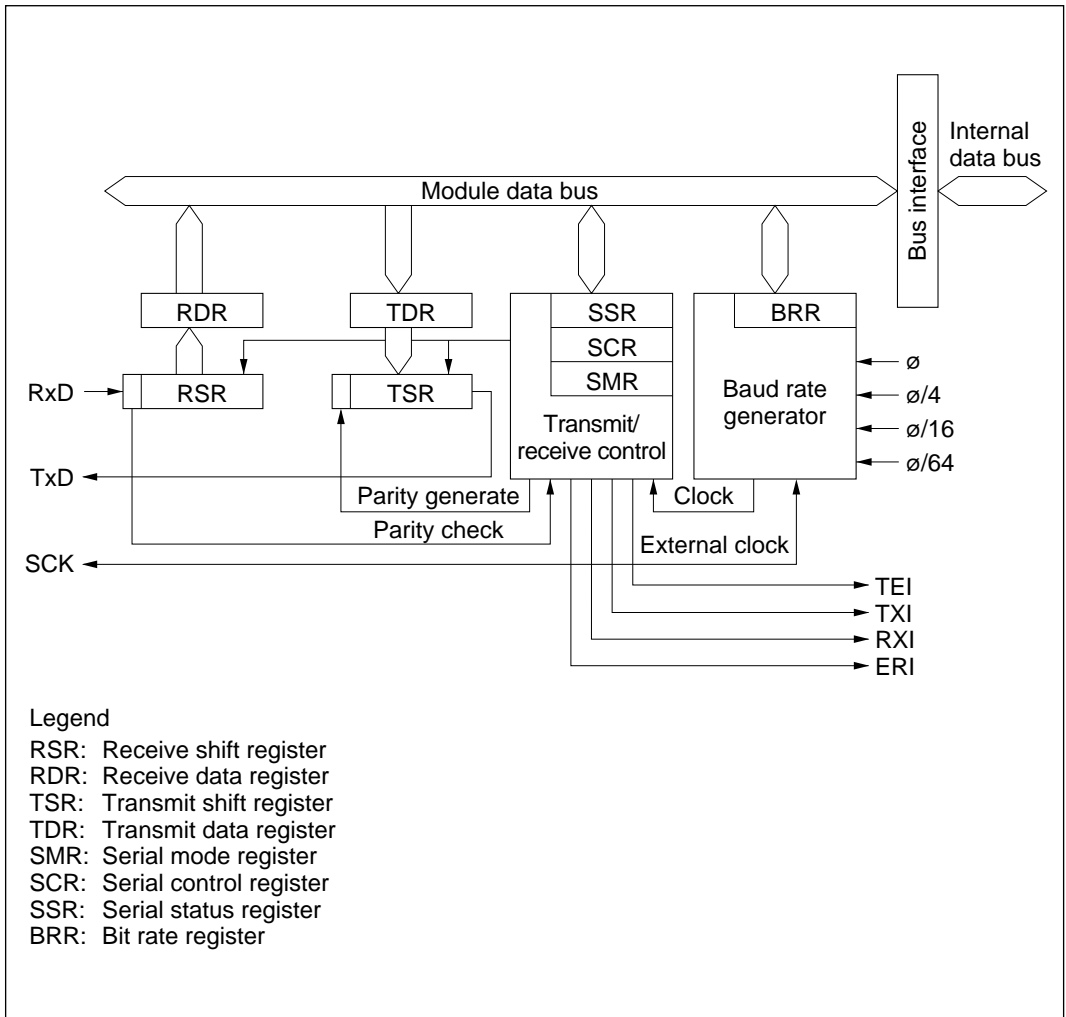 Internal
data bus
Bus interface
Module data bus
RDR
TDR
SSR
BRR
SCR
RxD
RSR
TSR
SMR
Baud rate
generator
ø
ø/4
ø/16
ø/64
Transmit/
receive control
TxD
Parity generate
Clock
Parity check
External clock
SCK
TEI
TXI
RXI
ERI
Legend
RSR: Receive shift register
RDR: Receive data register
TSR: Transmit shift register
TDR: Transmit data register
SMR: Serial mode register
SCR: Serial control register
SSR: Serial status register
BRR: Bit rate register